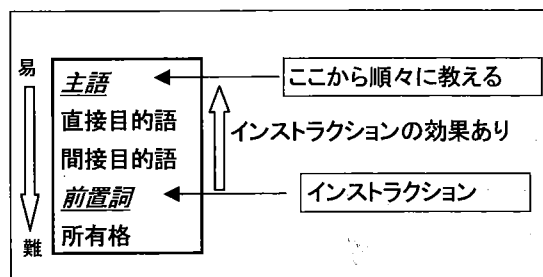 易
主語
ここから順々に教える
直接目的語
インストラクションの効果あり
間接目的語
前置詞
インストラクション
所有格
難